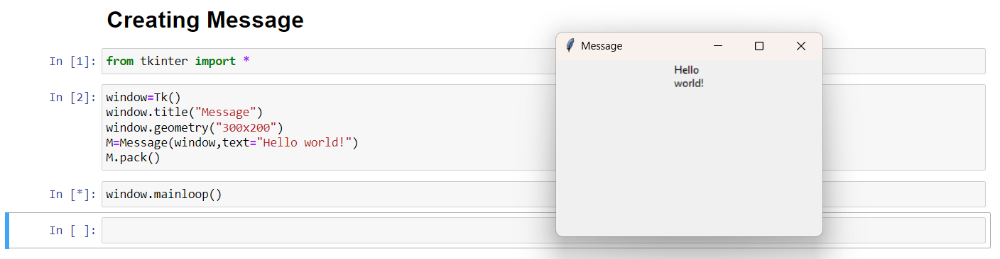 Creating Message
In [1]: from tkinter import *
In [2]: window=Tk()
window.title("Message")
window.geometry("300x200")
M=Message(window,text="Hello world!")
M.pack()
In [*]: window.mainloop()
In [ ]:
Message
Hello
world!